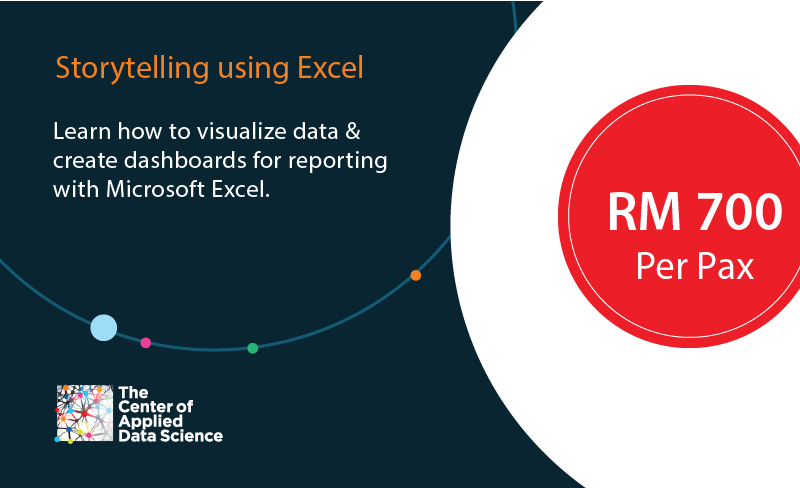 Storytelling using Excel
Learn how to visualize data &
create dashboards for reporting
with Microsoft Excel.
RM 700
Per Pax
The
Center of
Applied
Data Science